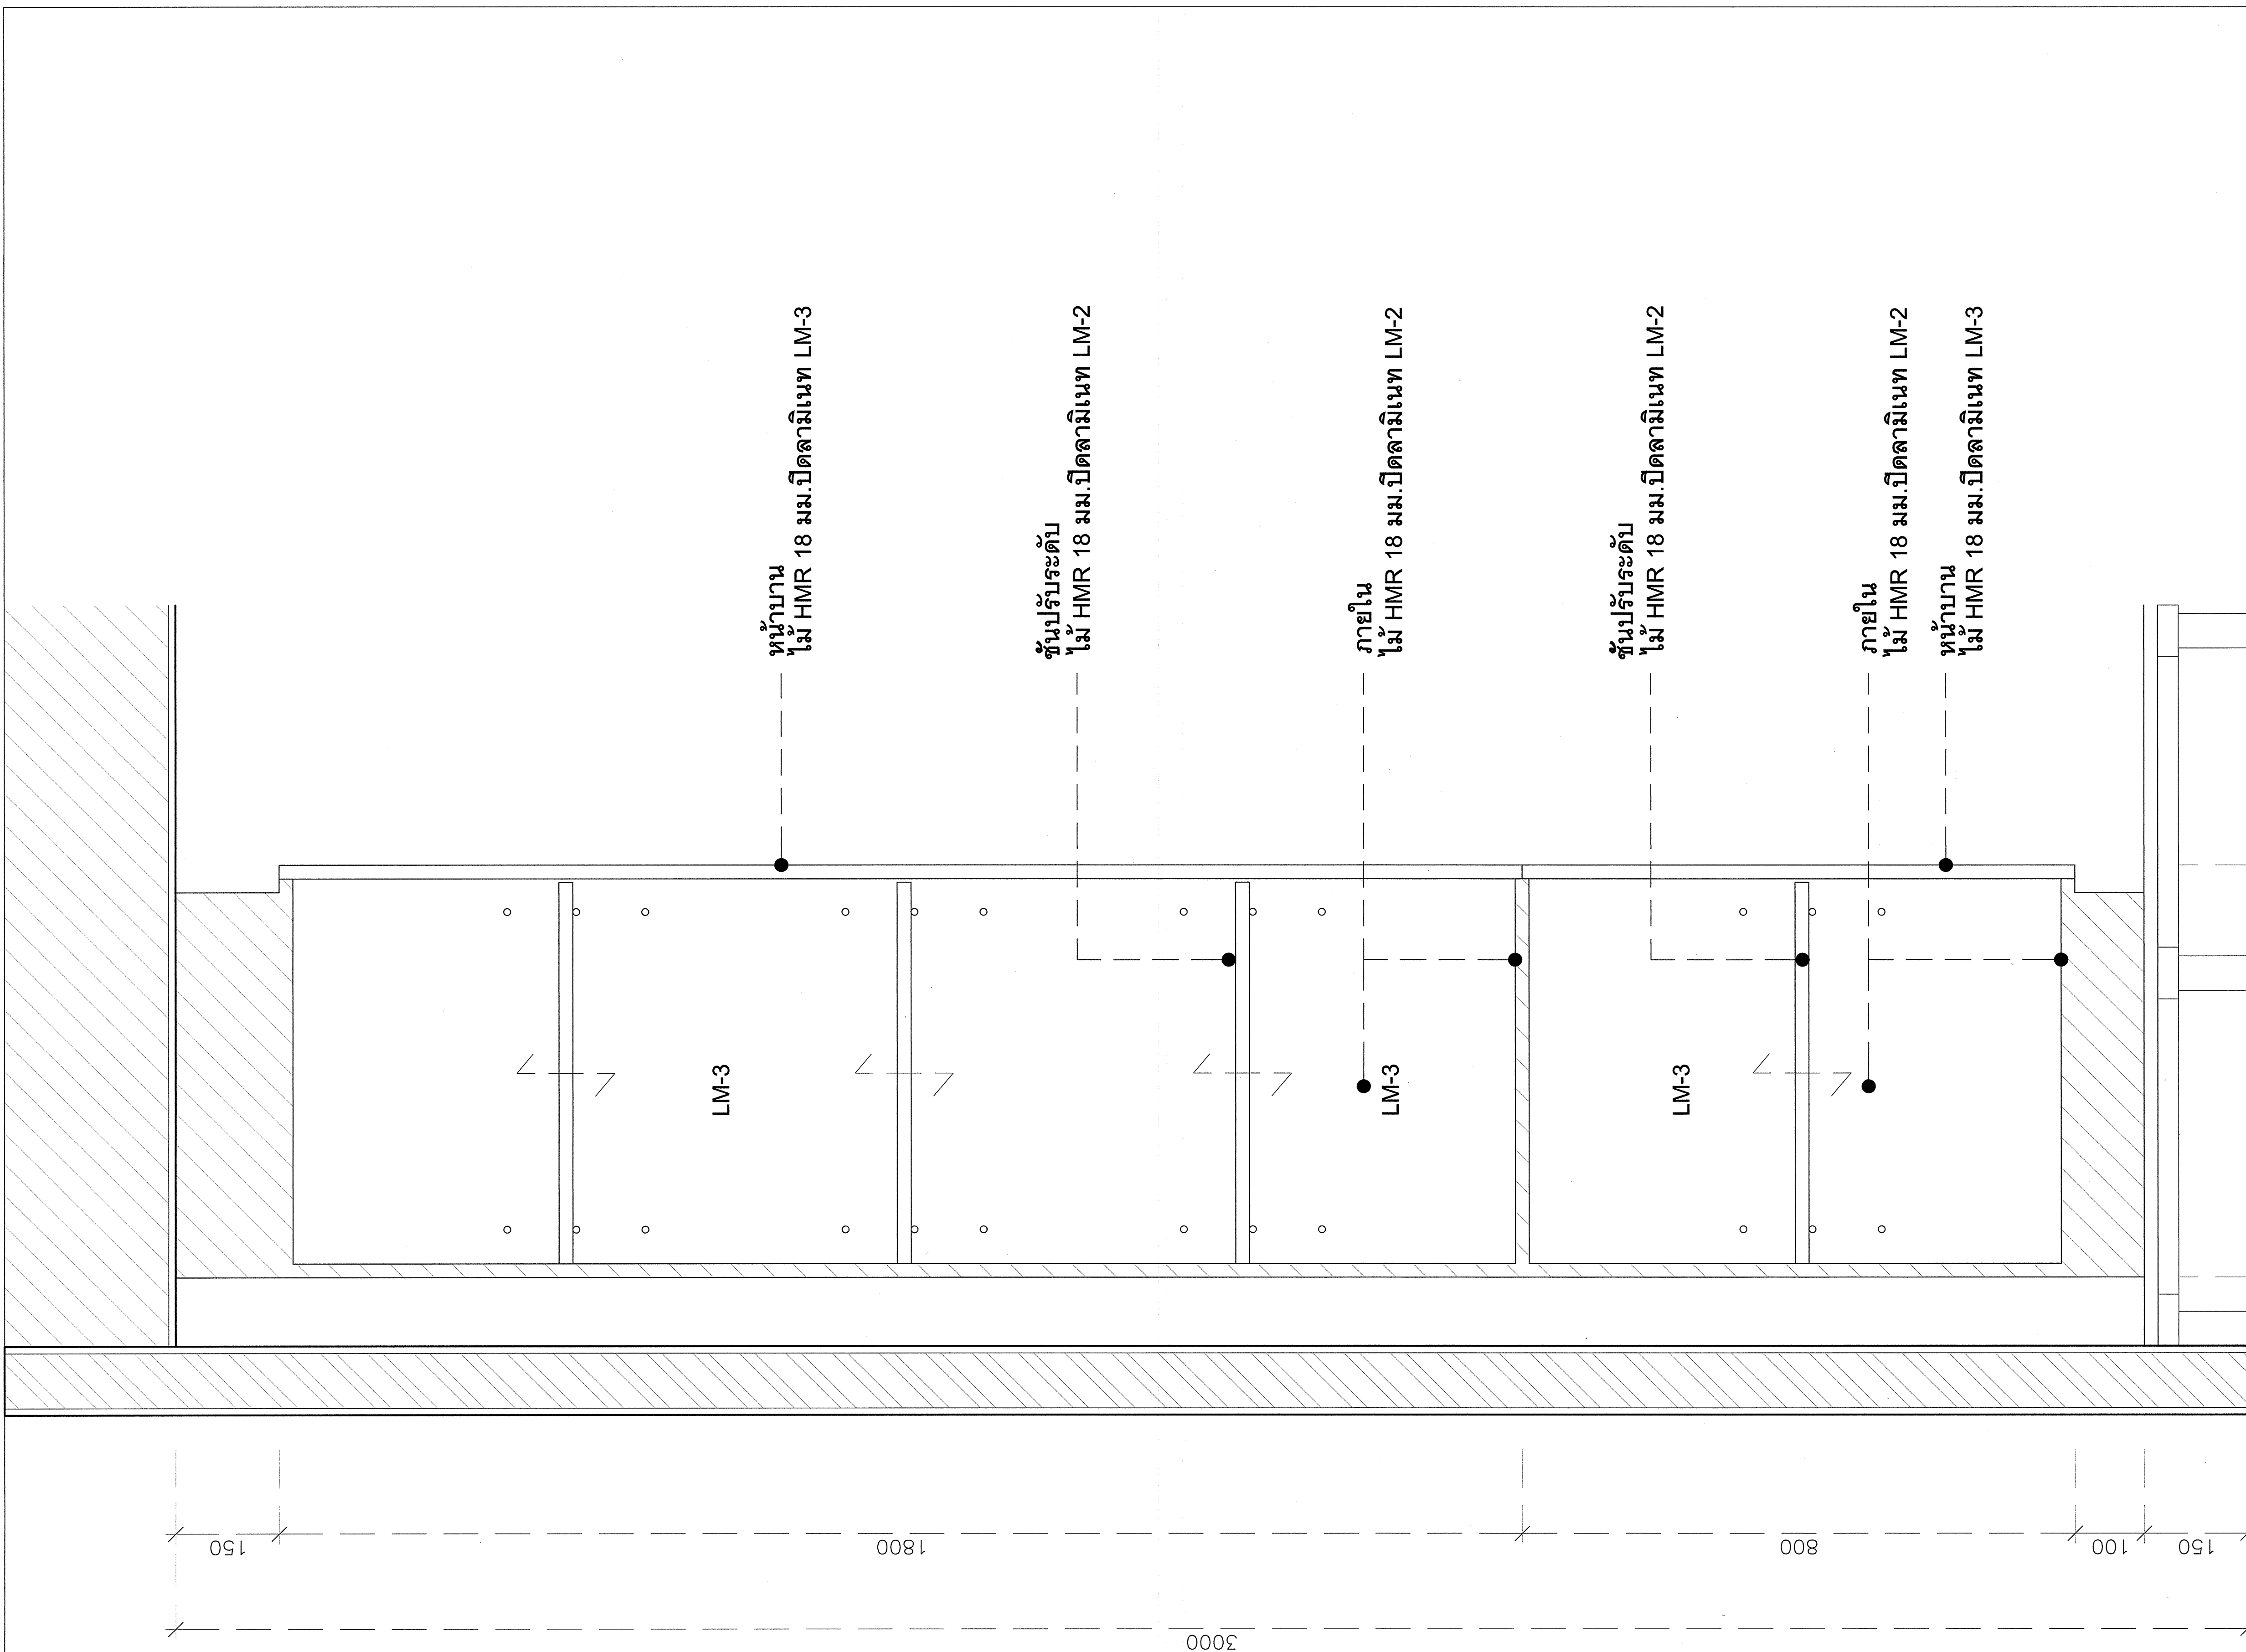 หน้าบาน
ไม้ HMR 18 มม.ปิดลามิเนท LM-3
ชั้นปรับระดับ
ไม้ HMR 18 มม.ปิดลามิเนท LM-2
ภายใน
ไม้ HMR 18 มม.ปิดลามิเนท LM-2
ชั้นปรับระดับ
ไม้ HMR 18 มม.ปิดลามิเนท LM-2
ภายใน
ไม้ HMR 18 มม.ปิดลามิเนท LM-2
หน้าบาน
ไม้ HMR 18 มม.ปิดลามิเนท LM-3
LM-3
LM-3
LM-3
150
1800
800
100
150
3000